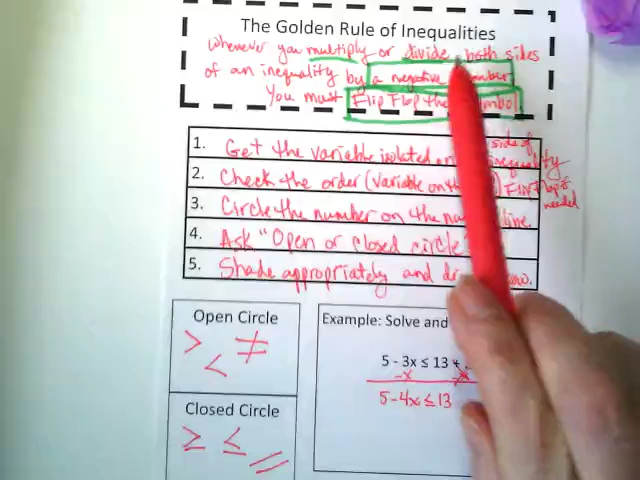 The Golden Rule of Inequalities
Whenever you multiply or divide both sides
of an inequality by a negative number
You must Flip Flop the symbol
1. Get the variable isolated on side of inequality
2. Check the order (variable on the ) Flip Flop if needed
3. Circle the number on the number line.
4. Ask "Open or closed circle"
5. Shade appropriately and arrow.
Open Circle
> < ≠
Closed Circle
≥ ≤ =
Example: Solve and
5 - 3x ≤ 13 +
-x -x
5 - 4x ≤ 13